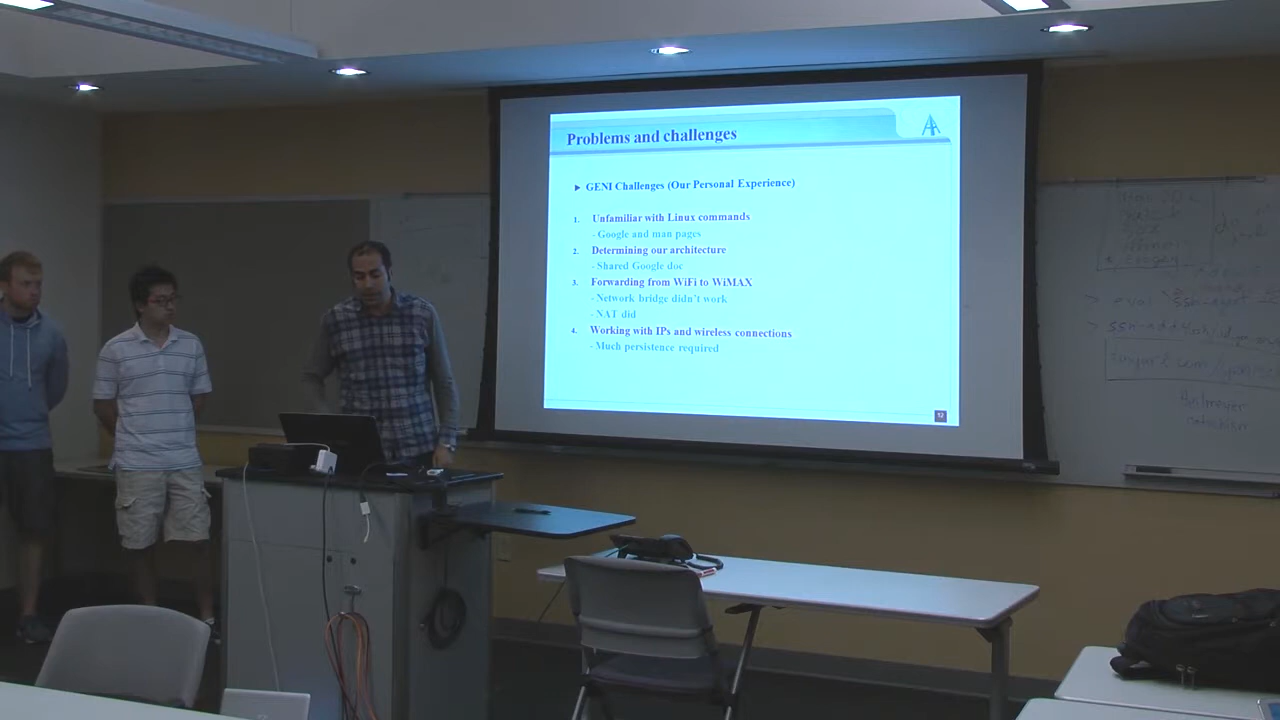 Problems and challenges
▶ GENI Challenges (Our Personal Experience)
1. Unfamiliar with Linux commands
- Google and man pages
2. Determining our architecture
- Shared Google doc
3. Forwarding from WiFi to WiMAX
- Network bridge didn't work
- NAT did
4. Working with IPs and wireless connections
- Much persistence required
12